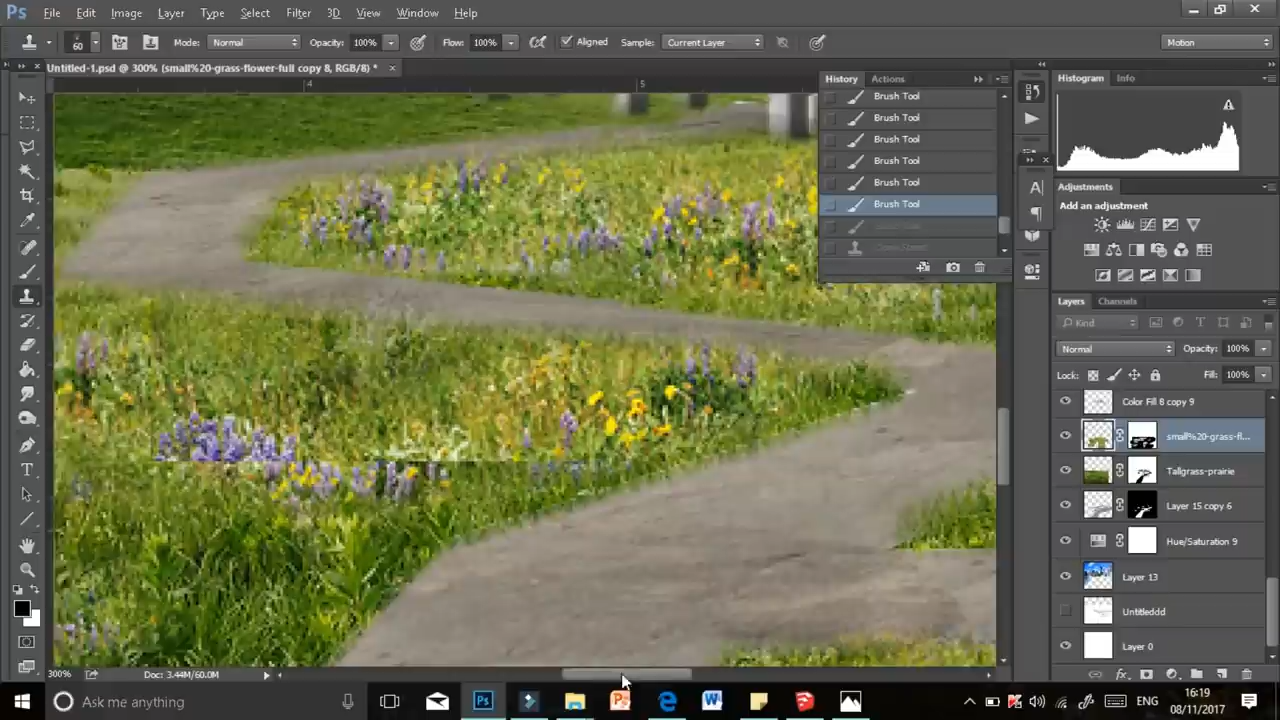 Ps File Edit Image Layer Type Select Filter 3D View Window Help
60 Mode: Normal Opacity: 100% Flow: 100% Aligned Sample: Current Layer Motion
Untitled-1.psd @ 300% (small%20-grass-flower-full copy 8, RGB/8) *
4 5
History Actions
Brush Tool
Brush Tool
Brush Tool
Brush Tool
Brush Tool
Brush Tool
Histogram Info
Adjustments
Add an adjustment
Layers Channels
Kind
Normal Opacity: 100%
Lock: Fill: 100%
Color Fill 8 copy 9
small%20-grass-fl...
Tallgrass-prairie
Layer 15 copy 6
Hue/Saturation 9
Layer 13
Untitleddd
Layer 0
300% Doc: 3.44M/60.0M
Ask me anything
ENG
16:19
08/11/2017